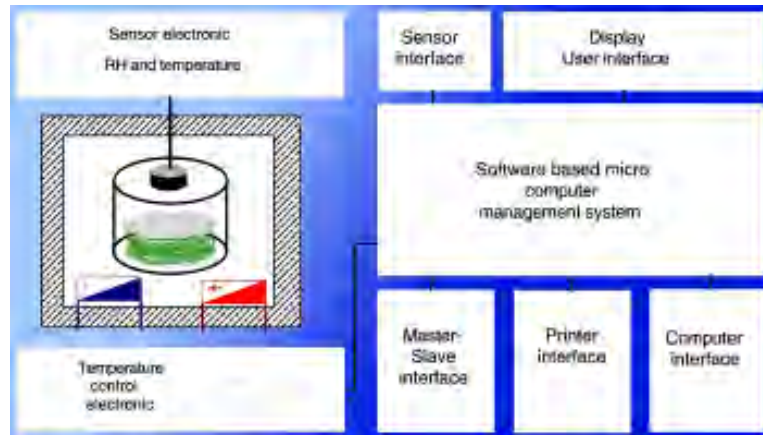 Sensor electronic
RH and temperature
Sensor
interface
Display
User interface
Software based micro
computer
management system
- +
Temperature
control
electronic
Master-
Slave
interface
Printer
interface
Computer
interface